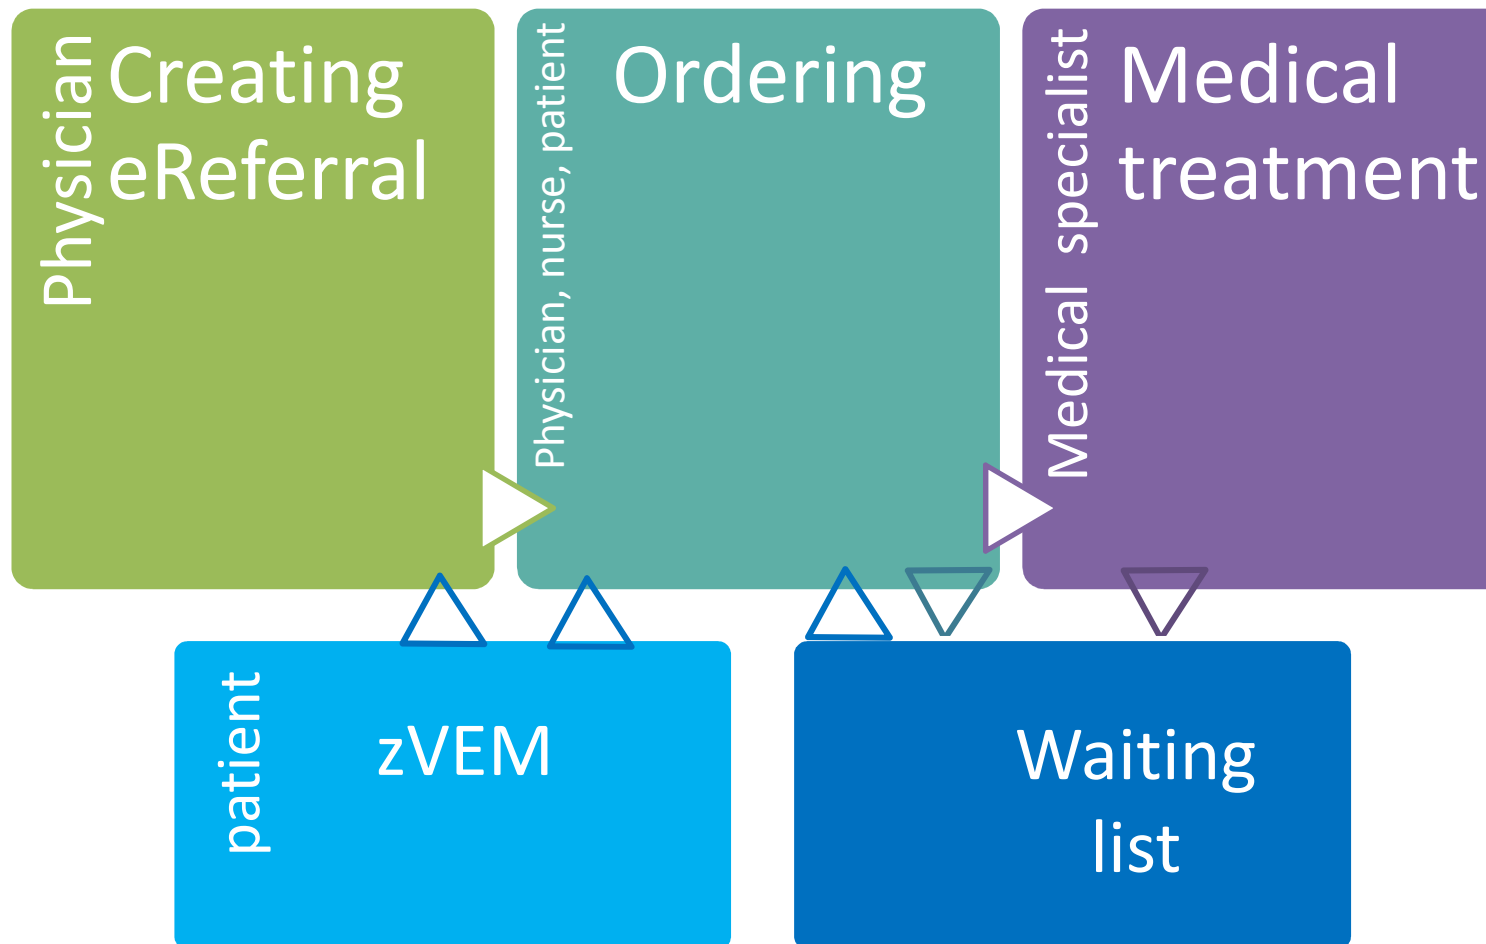 Physician
Creating
eReferral
Physician, nurse, patient
Ordering
Medical specialist
Medical
treatment
patient
zVEM
Waiting
list